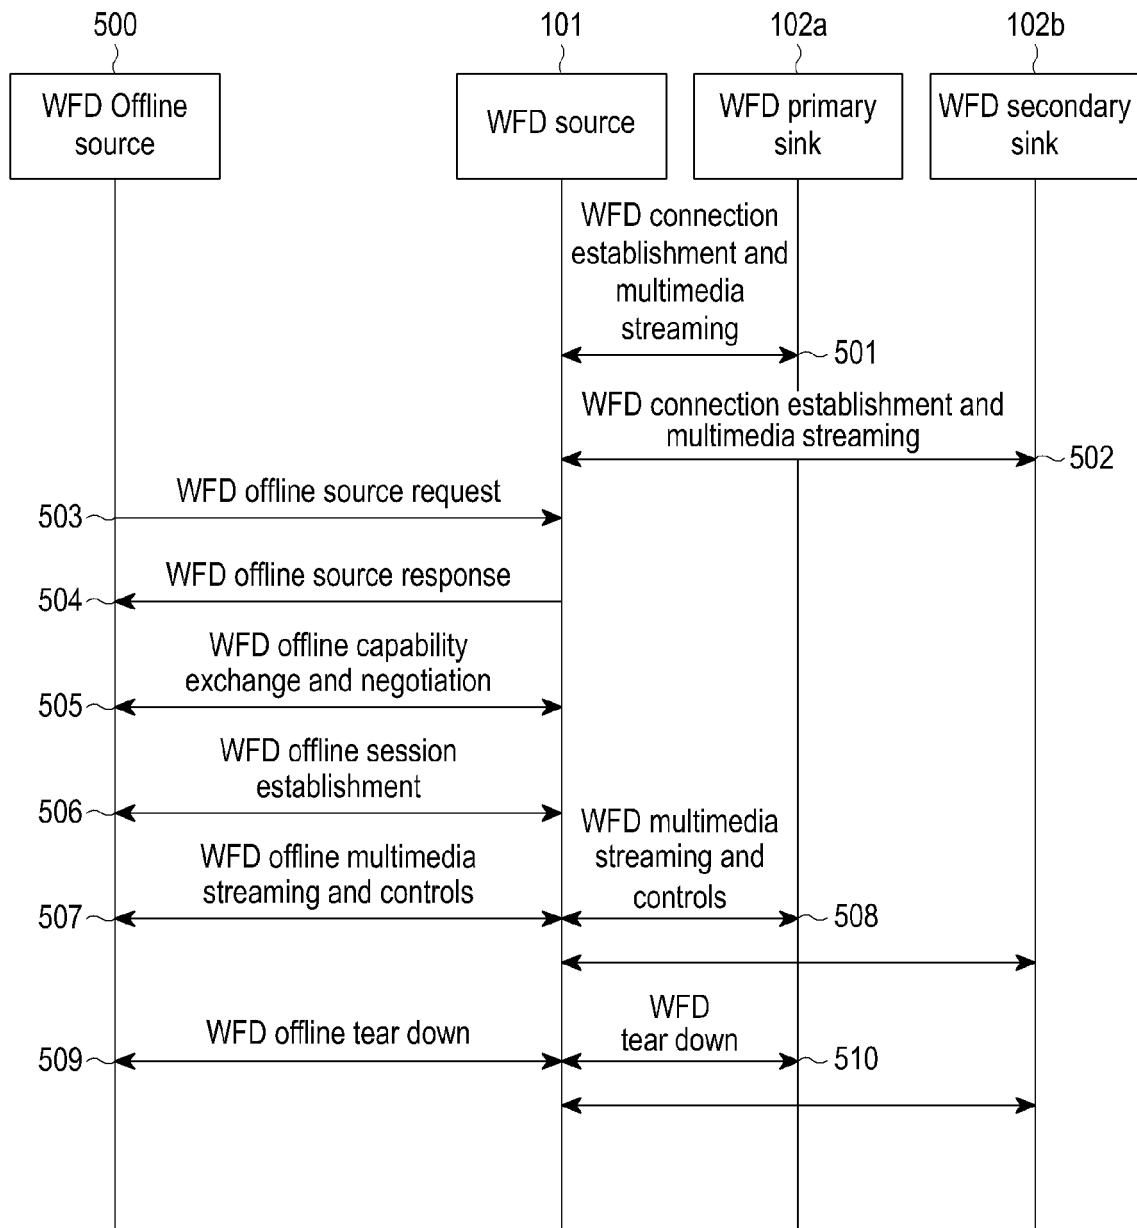 500
101
102a
102b
WFD Offline
source
WFD source
WFD primary
sink
WFD secondary
sink
WFD connection
establishment and
multimedia
streaming
501
WFD connection establishment and
multimedia streaming
502
WFD offline source request
503
WFD offline source response
504
WFD offline capability
exchange and negotiation
505
WFD offline session
establishment
506
WFD multimedia
streaming and
controls
WFD offline multimedia
streaming and controls
507
508
WFD
tear down
WFD offline tear down
509
510